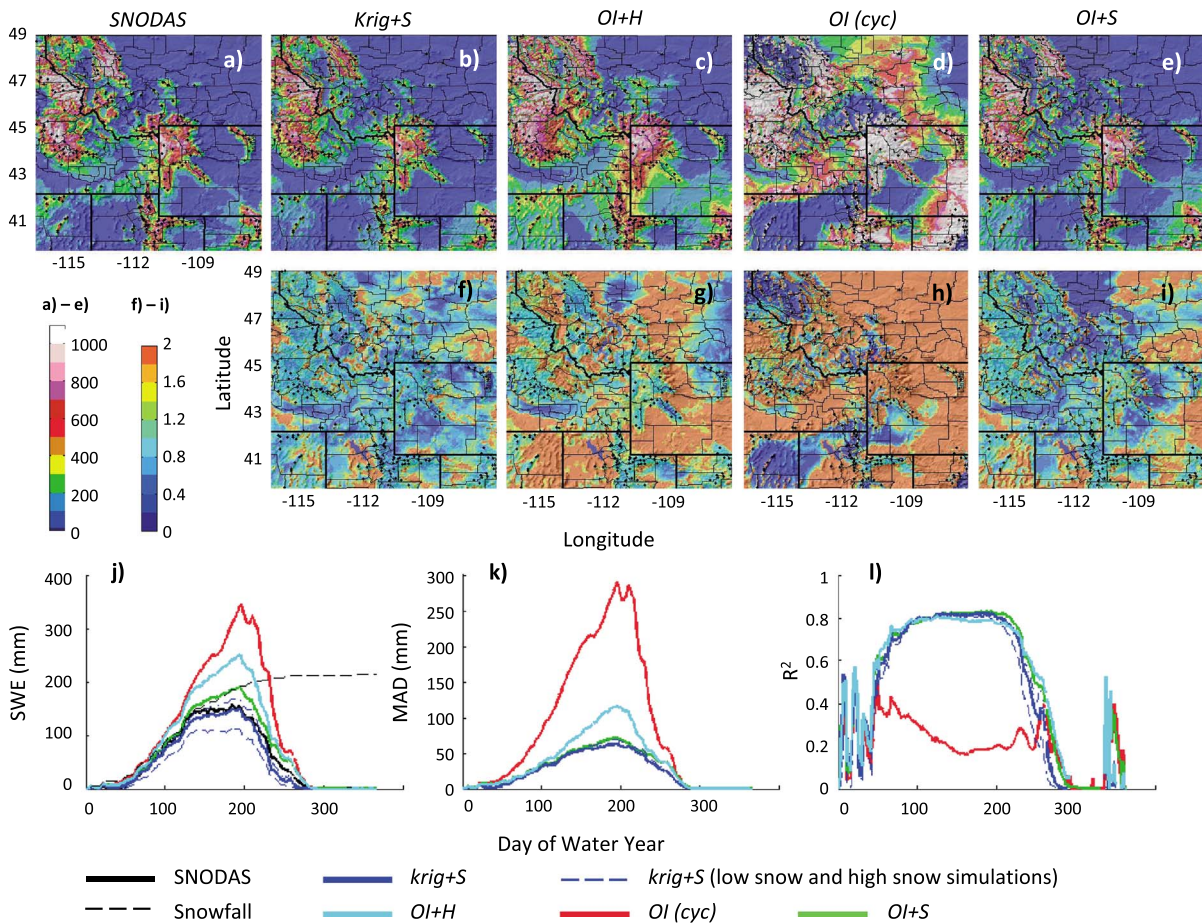 SNODAS Krig+S OI+H OI (cyc) OI+S
49 a) b) c) d) e)
47
45
43
41
-115 -112 -109
49 f) g) h) i)
47
45
43
41
Latitude
-115 -112 -109 -115 -112 -109 -115 -112 -109 -115 -112 -109
Longitude
a) – e) f) – i)
1000 2
800 1.6
600 1.2
400 0.8
200 0.4
0 0
j) k) l)
SWE (mm)
400
300
200
100
0
0 100 200 300
MAD (mm)
300
250
200
150
100
50
0
0 100 200 300
R2
1
0.8
0.6
0.4
0.2
0
0 100 200 300
Day of Water Year
SNODAS krig+S krig+S (low snow and high snow simulations)
Snowfall OI+H OI (cyc) OI+S